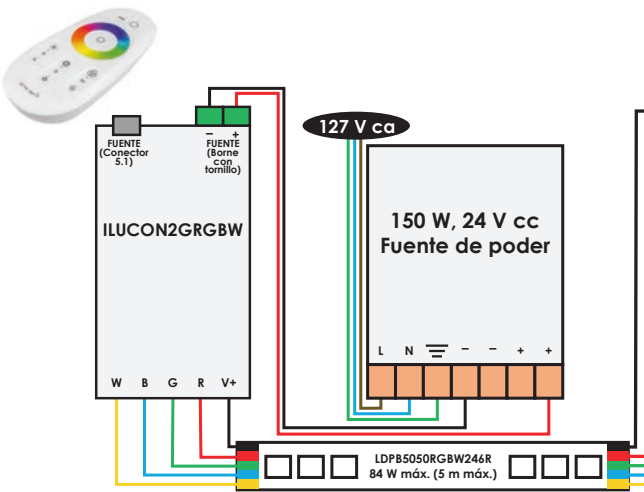 127 V ca
− +
FUENTE
(Conector
5.1)
FUENTE
(Borne
con
tornillo)
ILUCON2GRGBW
150 W, 24 V cc
Fuente de poder
L N − − + +
W B G R V+
LDPB5050RGBW246R
84 W máx. (5 m máx.)